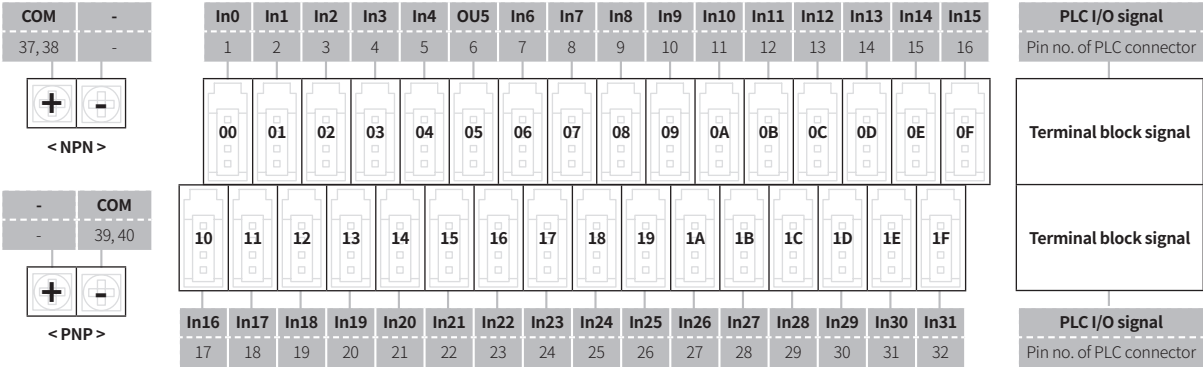 COM -
37, 38 -
+ -
< NPN >
- COM
- 39, 40
+ -
< PNP >
In0 In1 In2 In3 In4 OU5 In6 In7 In8 In9 In10 In11 In12 In13 In14 In15
1 2 3 4 5 6 7 8 9 10 11 12 13 14 15 16
00 01 02 03 04 05 06 07 08 09 0A 0B 0C 0D 0E 0F
10 11 12 13 14 15 16 17 18 19 1A 1B 1C 1D 1E 1F
In16 In17 In18 In19 In20 In21 In22 In23 In24 In25 In26 In27 In28 In29 In30 In31
17 18 19 20 21 22 23 24 25 26 27 28 29 30 31 32
PLC I/O signal
Pin no. of PLC connector
Terminal block signal
Terminal block signal
PLC I/O signal
Pin no. of PLC connector